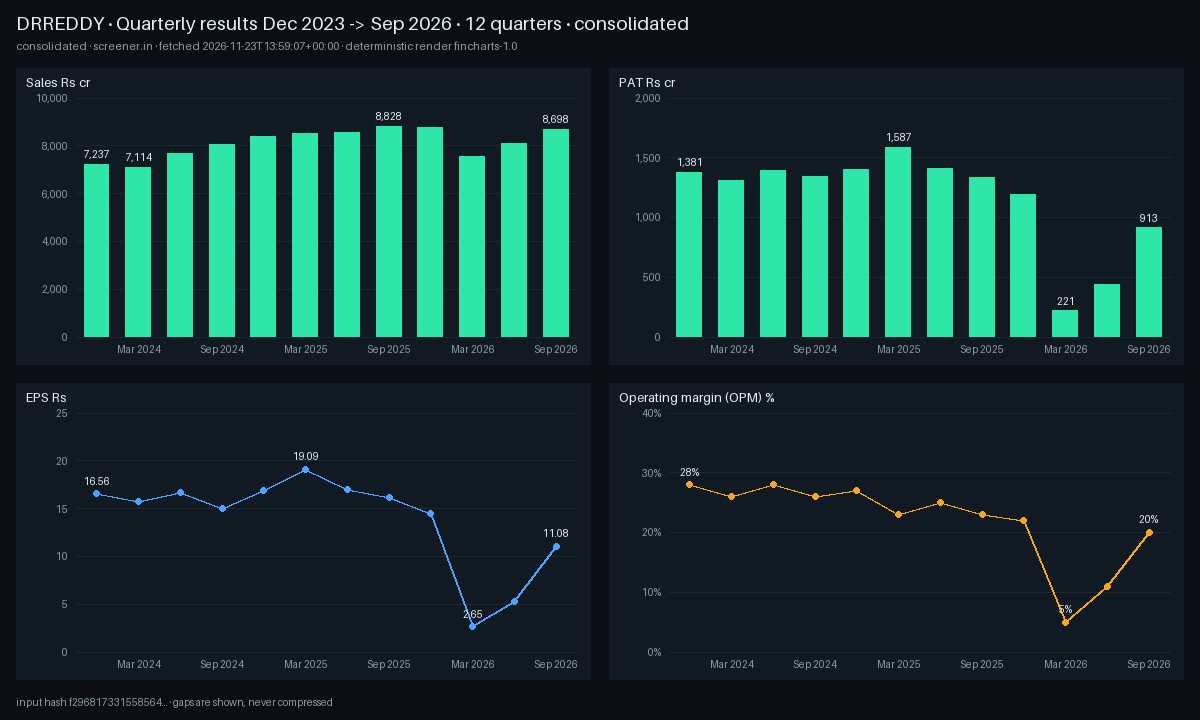 DRREDDY · Quarterly results Dec 2023 -> Sep 2026 · 12 quarters · consolidated
consolidated · screener.in · fetched 2026-11-23T13:59:07+00:00 · deterministic render fincharts-1.0
Sales Rs cr
10,000
8,000
6,000
4,000
2,000
0
7,237
7,114
8,828
8,698
Mar 2024
Sep 2024
Mar 2025
Sep 2025
Mar 2026
Sep 2026
PAT Rs cr
2,000
1,500
1,000
500
0
1,381
1,587
221
913
Mar 2024
Sep 2024
Mar 2025
Sep 2025
Mar 2026
Sep 2026
EPS Rs
25
20
15
10
5
0
16.56
19.09
2.65
11.08
Mar 2024
Sep 2024
Mar 2025
Sep 2025
Mar 2026
Sep 2026
Operating margin (OPM) %
40%
30%
20%
10%
0%
28%
5%
20%
Mar 2024
Sep 2024
Mar 2025
Sep 2025
Mar 2026
Sep 2026
input hash f296817331558564… · gaps are shown, never compressed